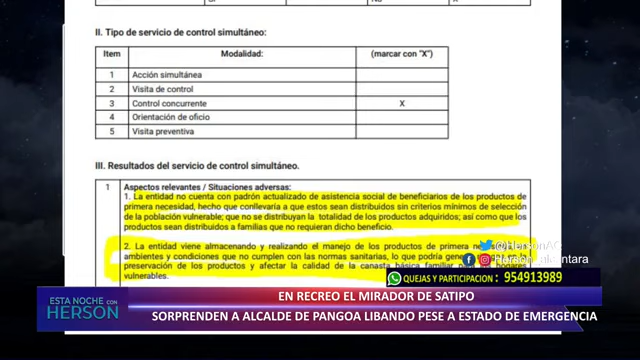 II. Tipo de servicio de control simultáneo:
Item Modalidad: (marcar con "X")
1 Acción simultánea
2 Visita de control
3 Control concurrente X
4 Orientación de oficio
5 Visita preventiva
III. Resultados del servicio de control simultáneo.
1 Aspectos relevantes / Situaciones adversas:
1. La entidad no cuenta con padrón actualizado de asistencia social de beneficiarios de los productos de
primera necesidad, hecho que conllevaría a que estos sean distribuidos sin criterios mínimos de selección
de la población vulnerable; que no se distribuyan la totalidad de los productos adquiridos; así como que los
productos sean distribuidos a familias que no requieran dicho beneficio.
2. La entidad viene almacenando y realizando el manejo de los productos de primera
ambientes y condiciones que no cumplen con las normas sanitarias, lo que podría
preservación de los productos y afectar la calidad de la canasta básica familiar
vulnerables.
QUEJAS Y PARTICIPACION : 954913989
ESTA NOCHE CON
HERSON
EN RECREO EL MIRADOR DE SATIPO
SORPRENDEN A ALCALDE DE PANGOA LIBANDO PESE A ESTADO DE EMERGENCIA